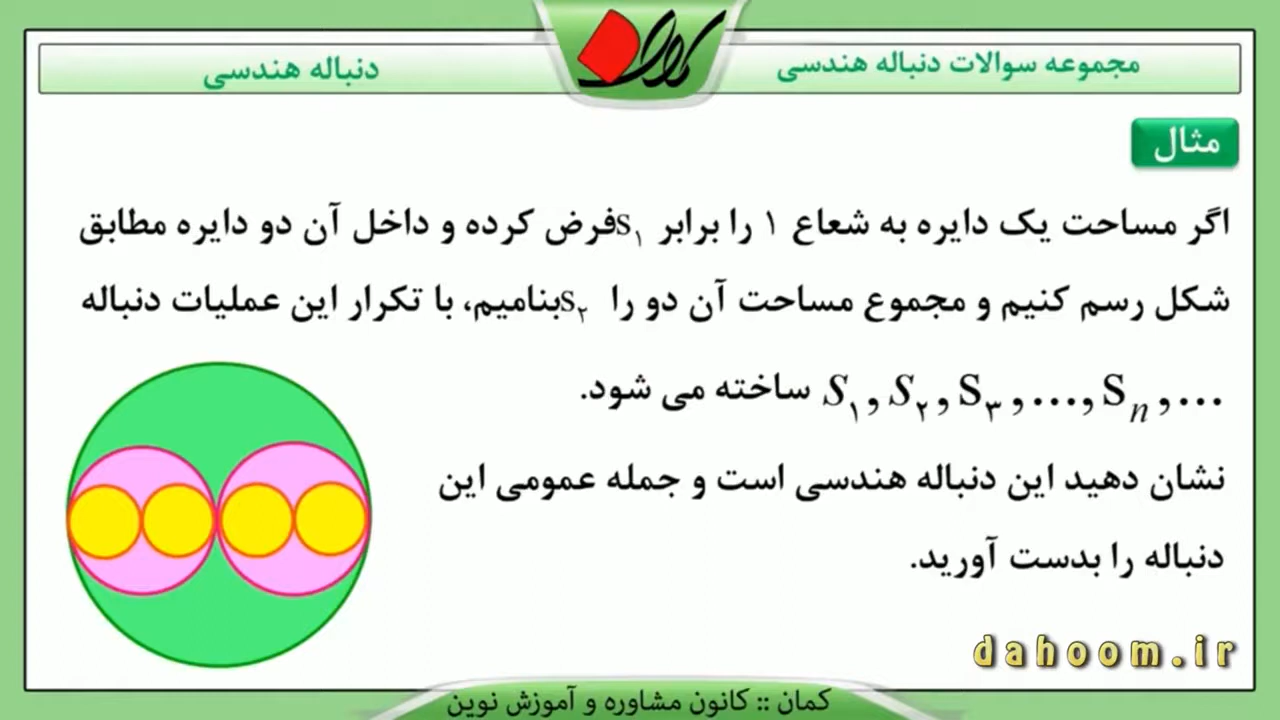 مجموعه سوالات دنباله هندسی
کمان
دنباله هندسی
مثال
اگر مساحت یک دایره به شعاع ۱ را برابر S۱ فرض کرده و داخل آن دو دایره مطابق
شکل رسم کنیم و مجموع مساحت آن دو را S۲ بنامیم، با تکرار این عملیات دنباله
S۱, S۲, S۳, ..., Sn, ... ساخته می شود.
نشان دهید این دنباله هندسی است و جمله عمومی این
دنباله را بدست آورید.
dahoom.ir
کمان :: کانون مشاوره و آموزش نوین